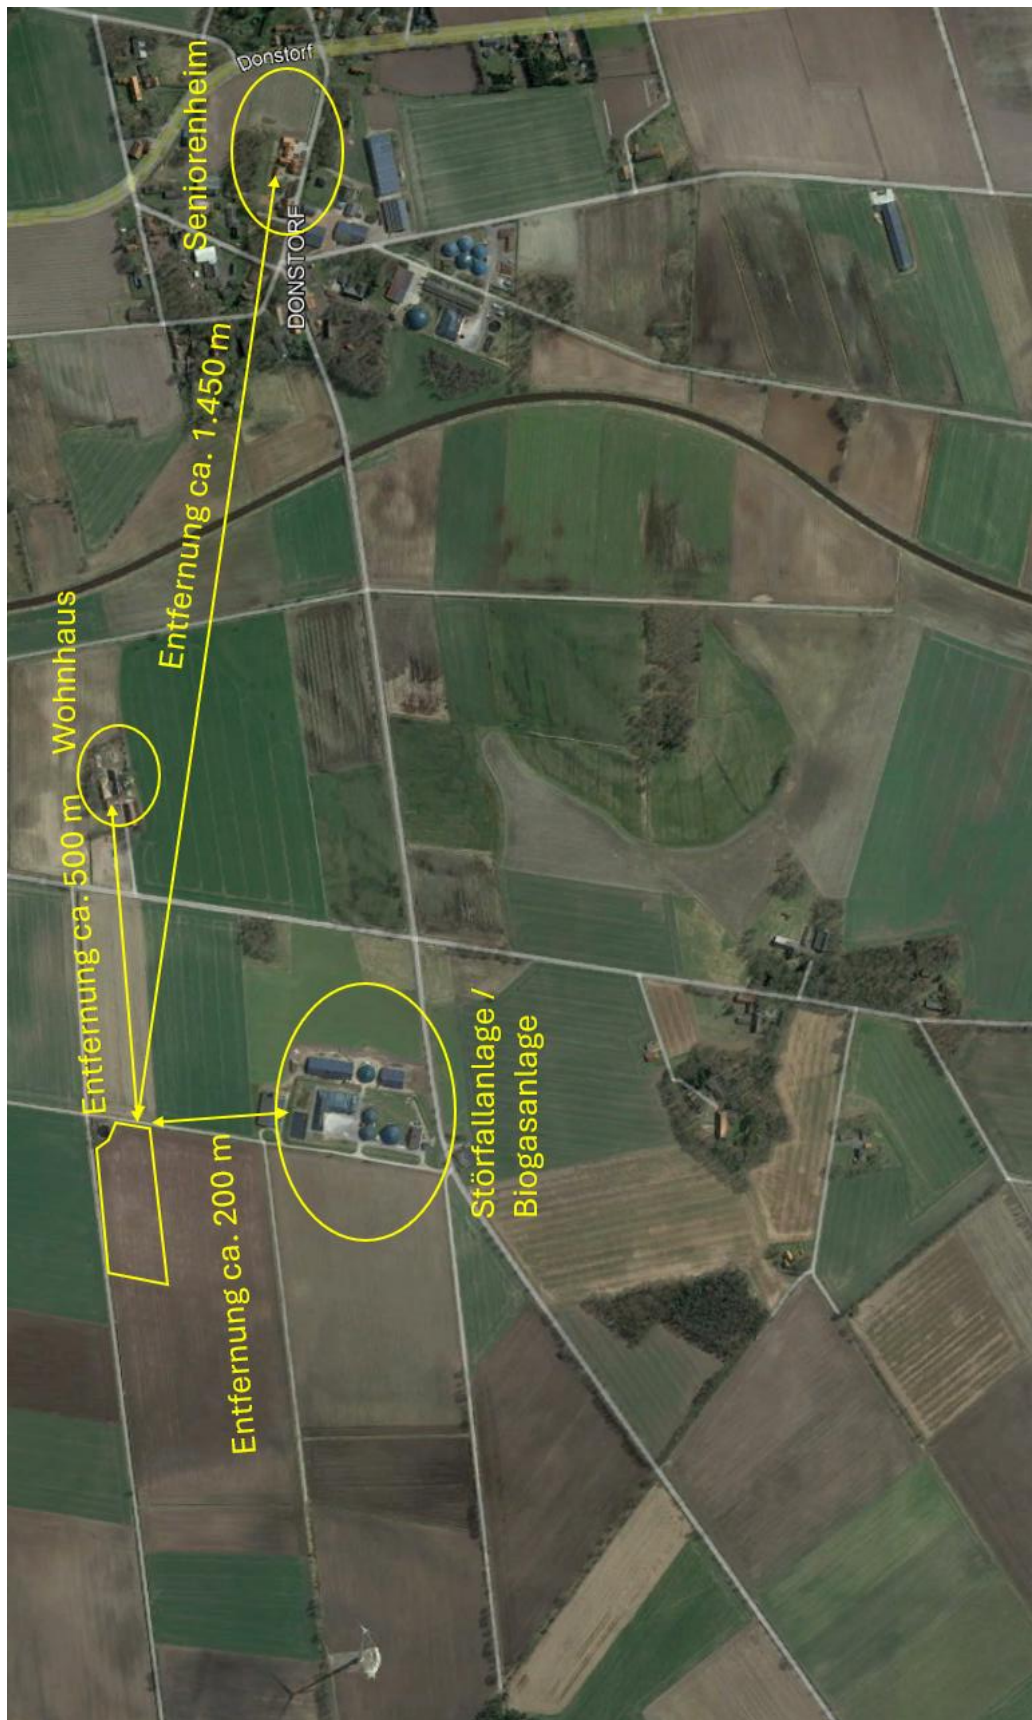 Donstorf
Seniorenheim
DONSTORF
Entfernung ca. 1.450 m
Wohnhaus
Entfernung ca. 500 m
Entfernung ca. 200 m
Störfallanlage /
Biogasanlage